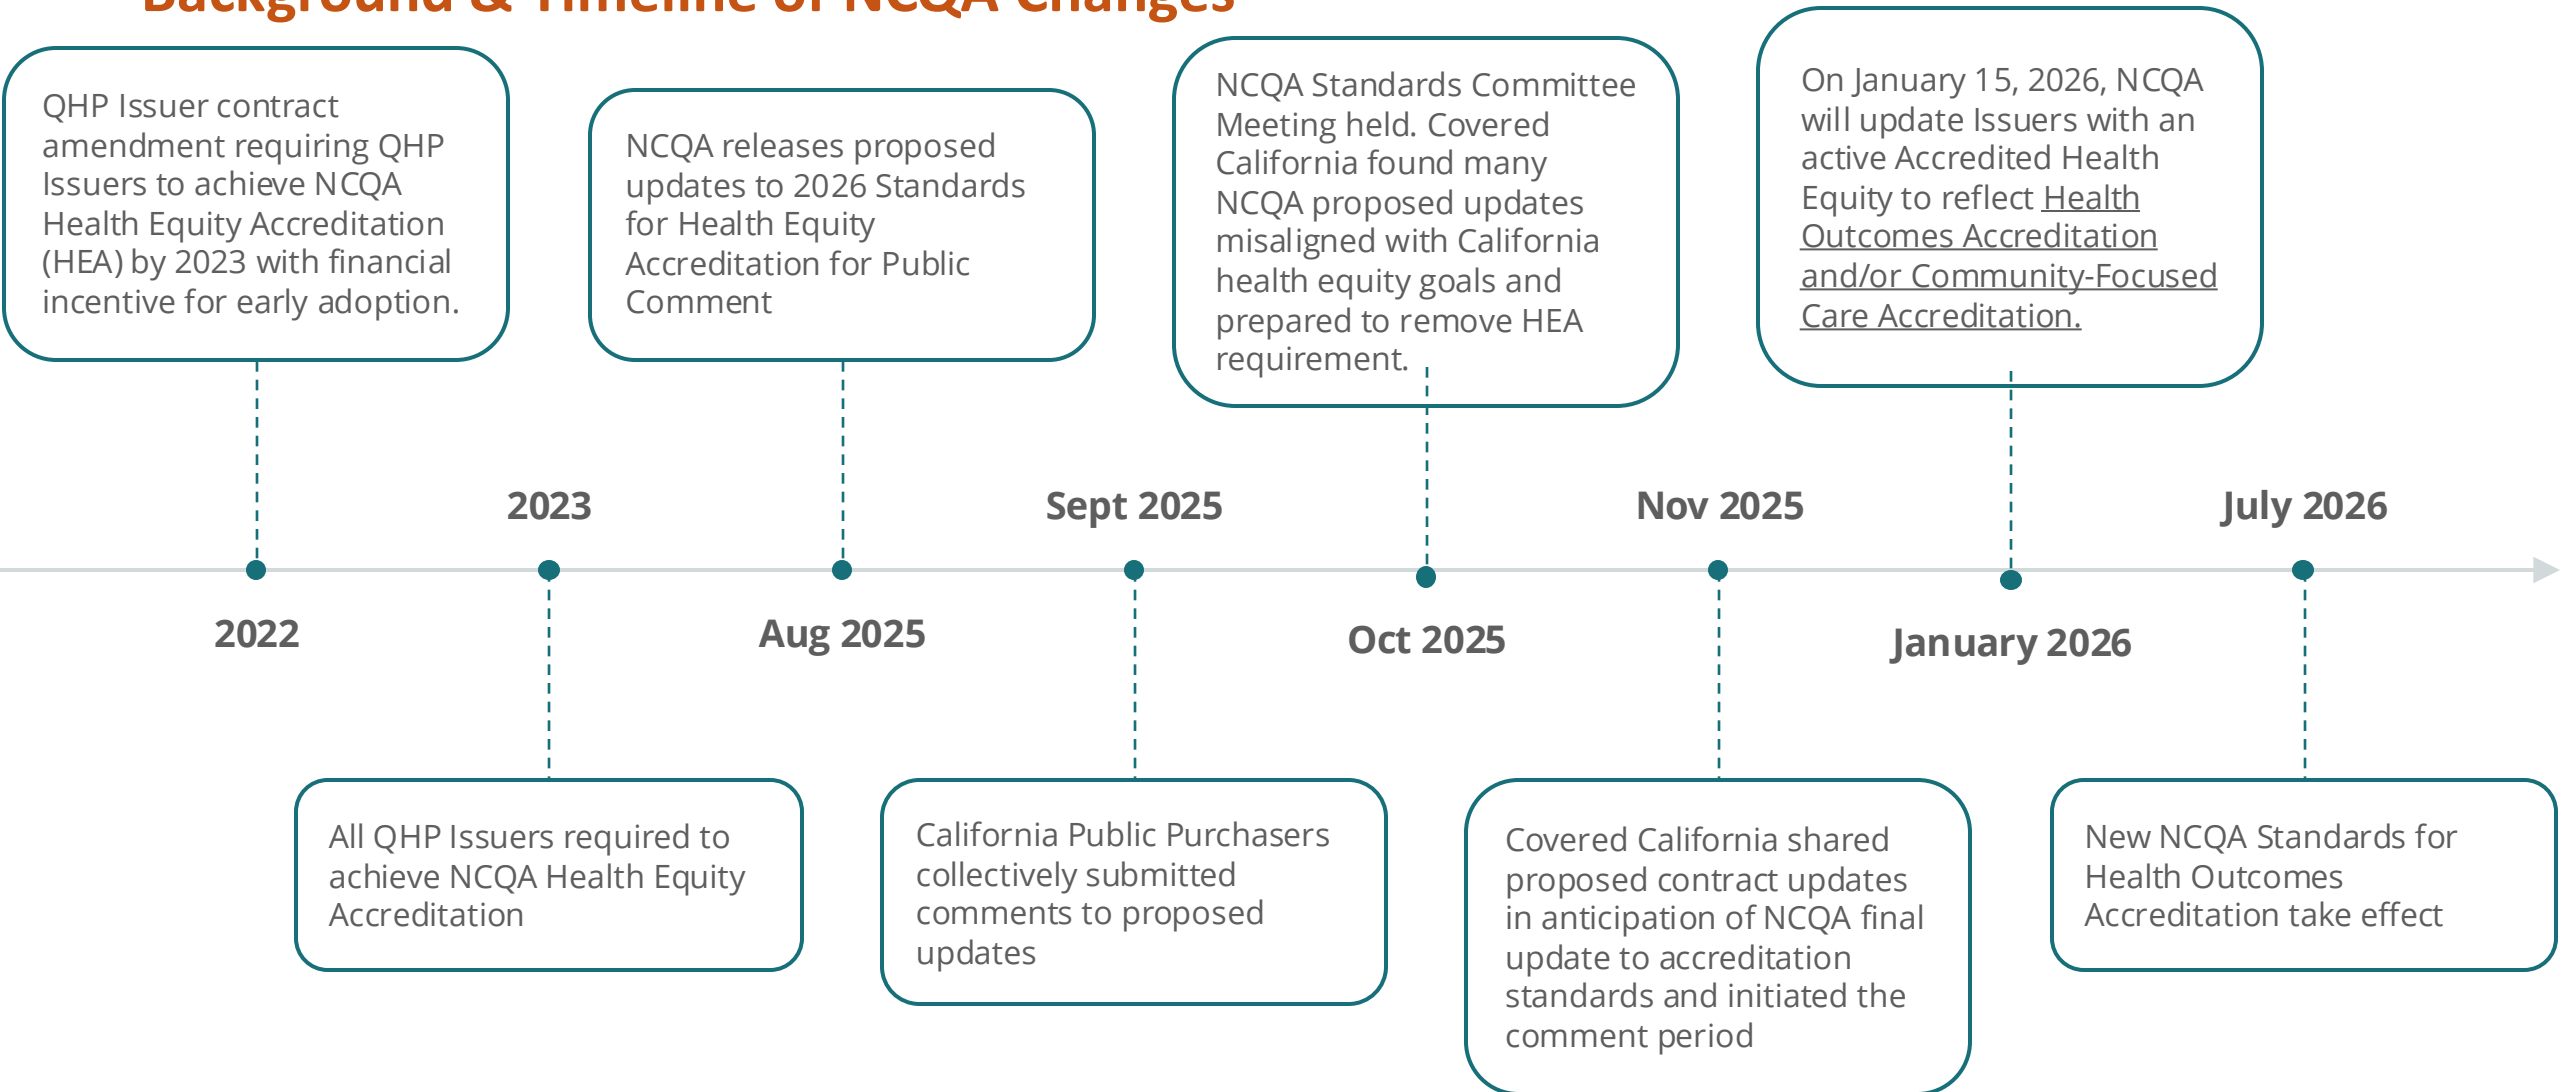 Background & Timeline of NCQA Changes
QHP Issuer contract
amendment requiring QHP
Issuers to achieve NCQA
Health Equity Accreditation
(HEA) by 2023 with financial
incentive for early adoption.
NCQA releases proposed
updates to 2026 Standards
for Health Equity
Accreditation for Public
Comment
NCQA Standards Committee
Meeting held. Covered
California found many
NCQA proposed updates
misaligned with California
health equity goals and
prepared to remove HEA
requirement.
On January 15, 2026, NCQA
will update Issuers with an
active Accredited Health
Equity to reflect Health
Outcomes Accreditation
and/or Community-Focused
Care Accreditation.
2023
Sept 2025
Nov 2025
July 2026
2022
Aug 2025
Oct 2025
January 2026
All QHP Issuers required to
achieve NCQA Health Equity
Accreditation
California Public Purchasers
collectively submitted
comments to proposed
updates
Covered California shared
proposed contract updates
in anticipation of NCQA final
update to accreditation
standards and initiated the
comment period
New NCQA Standards for
Health Outcomes
Accreditation take effect